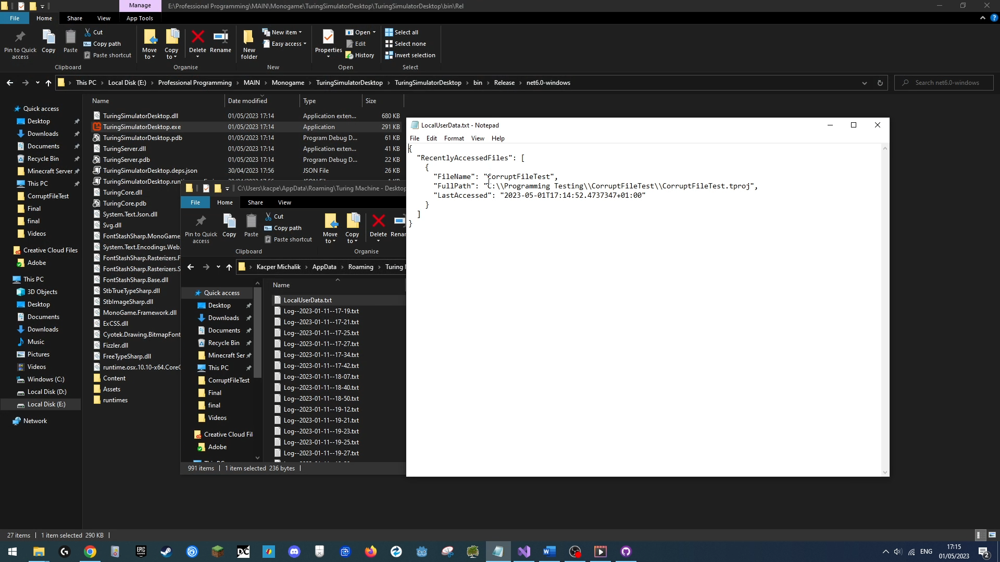 Manage
E:\Professional Programming\MAIN\Monogame\TuringSimulatorDesktop\TuringSimulatorDesktop\bin\Rel
File
Home
Share
View
App Tools
Pin to Quick access
Copy
Paste
Cut
Copy path
Paste shortcut
Move to
Copy to
Delete
Rename
New folder
New item
Easy access
Properties
Open
Edit
History
Select all
Select none
Invert selection
Clipboard
Organise
New
Open
Select
This PC
Local Disk (E:)
Professional Programming
MAIN
Monogame
TuringSimulatorDesktop
TuringSimulatorDesktop
bin
Release
net6.0-windows
Search net6.0-windows
Quick access
Desktop
Downloads
Documents
Recycle Bin
Minecraft Server
This PC
CorruptFileTest
Final
final
Videos
Creative Cloud Files
Adobe
This PC
3D Objects
Desktop
Documents
Downloads
Music
Pictures
Videos
Windows (C:)
Local Disk (D:)
Local Disk (E:)
Network
Name Date modified Type Size
TuringSimulatorDesktop.dll 01/05/2023 17:14 Application exten... 680 KB
TuringSimulatorDesktop.exe 01/05/2023 17:14 Application 291 KB
TuringSimulatorDesktop.pdb 01/05/2023 17:14 Program Debug D... 61 KB
TuringServer.dll 01/05/2023 17:14 Application exten... 41 KB
TuringServer.pdb 01/05/2023 17:14 Program Debug D... 22 KB
TuringSimulatorDesktop.deps.json 30/04/2023 17:56 JSON File 26 KB
TuringCore.dll
TuringCore.pdb
System.Text.Json.dll
Svg.dll
FontStashSharp.MonoGame
System.Text.Encodings.Web.
FontStashSharp.Rasterizers.F
FontStashSharp.Rasterizers.S
FontStashSharp.Base.dll
StbTrueTypeSharp.dll
StbImageSharp.dll
MonoGame.Framework.dll
ExCSS.dll
Cyotek.Drawing.BitmapFont
Fizzler.dll
FreeTypeSharp.dll
runtime.osx.10.10-x64.CoreC
Content
Assets
runtimes
C:\Users\kacpe\AppData\Roaming\Turing Machine - Desktop
File
Home
Share
View
Pin to Quick access
Copy
Paste
Cut
Copy path
Paste shortcut
Move to
Copy to
Delete
Renam
Clipboard
Organise
Kacper Michalik
AppData
Roaming
Turing
Quick access
Desktop
Downloads
Documents
Recycle Bin
Minecraft Ser
This PC
CorruptFileTest
Final
final
Videos
Creative Cloud Fil
Adobe
Name
LocalUserData.txt
Log--2023-01-11--17-19.txt
Log--2023-01-11--17-21.txt
Log--2023-01-11--17-25.txt
Log--2023-01-11--17-27.txt
Log--2023-01-11--17-34.txt
Log--2023-01-11--17-42.txt
Log--2023-01-11--18-07.txt
Log--2023-01-11--18-40.txt
Log--2023-01-11--18-50.txt
Log--2023-01-11--19-12.txt
Log--2023-01-11--19-21.txt
Log--2023-01-11--19-23.txt
Log--2023-01-11--19-25.txt
Log--2023-01-11--19-27.txt
991 items
1 item selected 236 bytes
LocalUserData.txt - Notepad
File Edit Format View Help
{
"RecentlyAccessedFiles": [
{
"FileName": "CorruptFileTest",
"FullPath": "C:\\Programming Testing\\CorruptFileTest\\CorruptFileTest.tproj",
"LastAccessed": "2023-05-01T17:14:52.4737347+01:00"
}
]
}
27 items
1 item selected 290 KB
EPIC GAMES
DC
ENG
17:15
01/05/2023
2